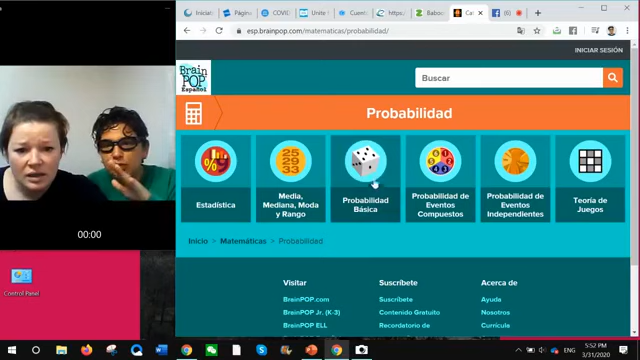 Iniciat
Página
COVID
Unite
Cuent
https:
Baboo
Cat
(6)
esp.brainpop.com/matematicas/probabilidad/
INICIAR SESIÓN
Brain
POP
Español
Buscar
Probabilidad
Estadística
Media,
Mediana, Moda
y Rango
Probabilidad
Básica
Probabilidad de
Eventos
Compuestos
Probabilidad de
Eventos
Independientes
Teoría de
Juegos
Inicio > Matemáticas > Probabilidad
Visitar
BrainPOP.com
BrainPOP Jr. (K-3)
BrainPOP ELL
Suscríbete
Suscríbete
Contenido Gratuito
Recordatorio de
Acerca de
Ayuda
Nosotros
Currícula
00:00
Control Panel
ENG
5:52 PM
3/31/2020